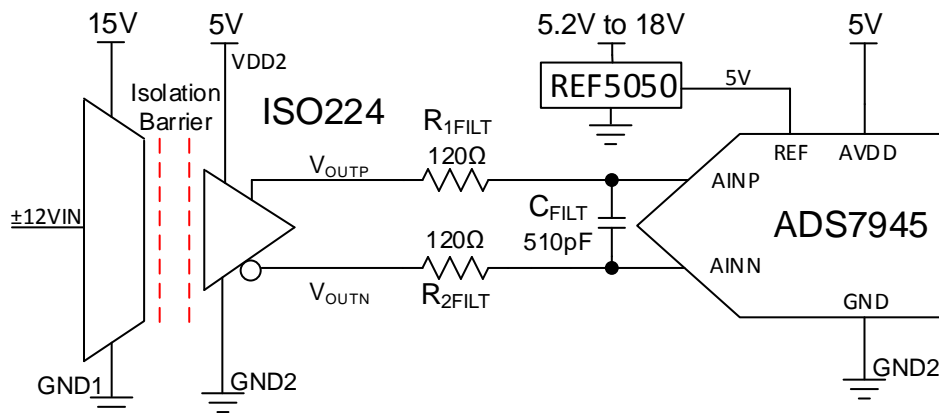 15V
5V
5.2V to 18V
5V
VDD2
Isolation
Barrier
ISO224
REF5050
5V
R1FILT
120Ω
REF
AVDD
VOUTP
AINP
CFILT
510pF
ADS7945
±12VIN
120Ω
AINN
VOUTN
R2FILT
GND
GND1
GND2
GND2